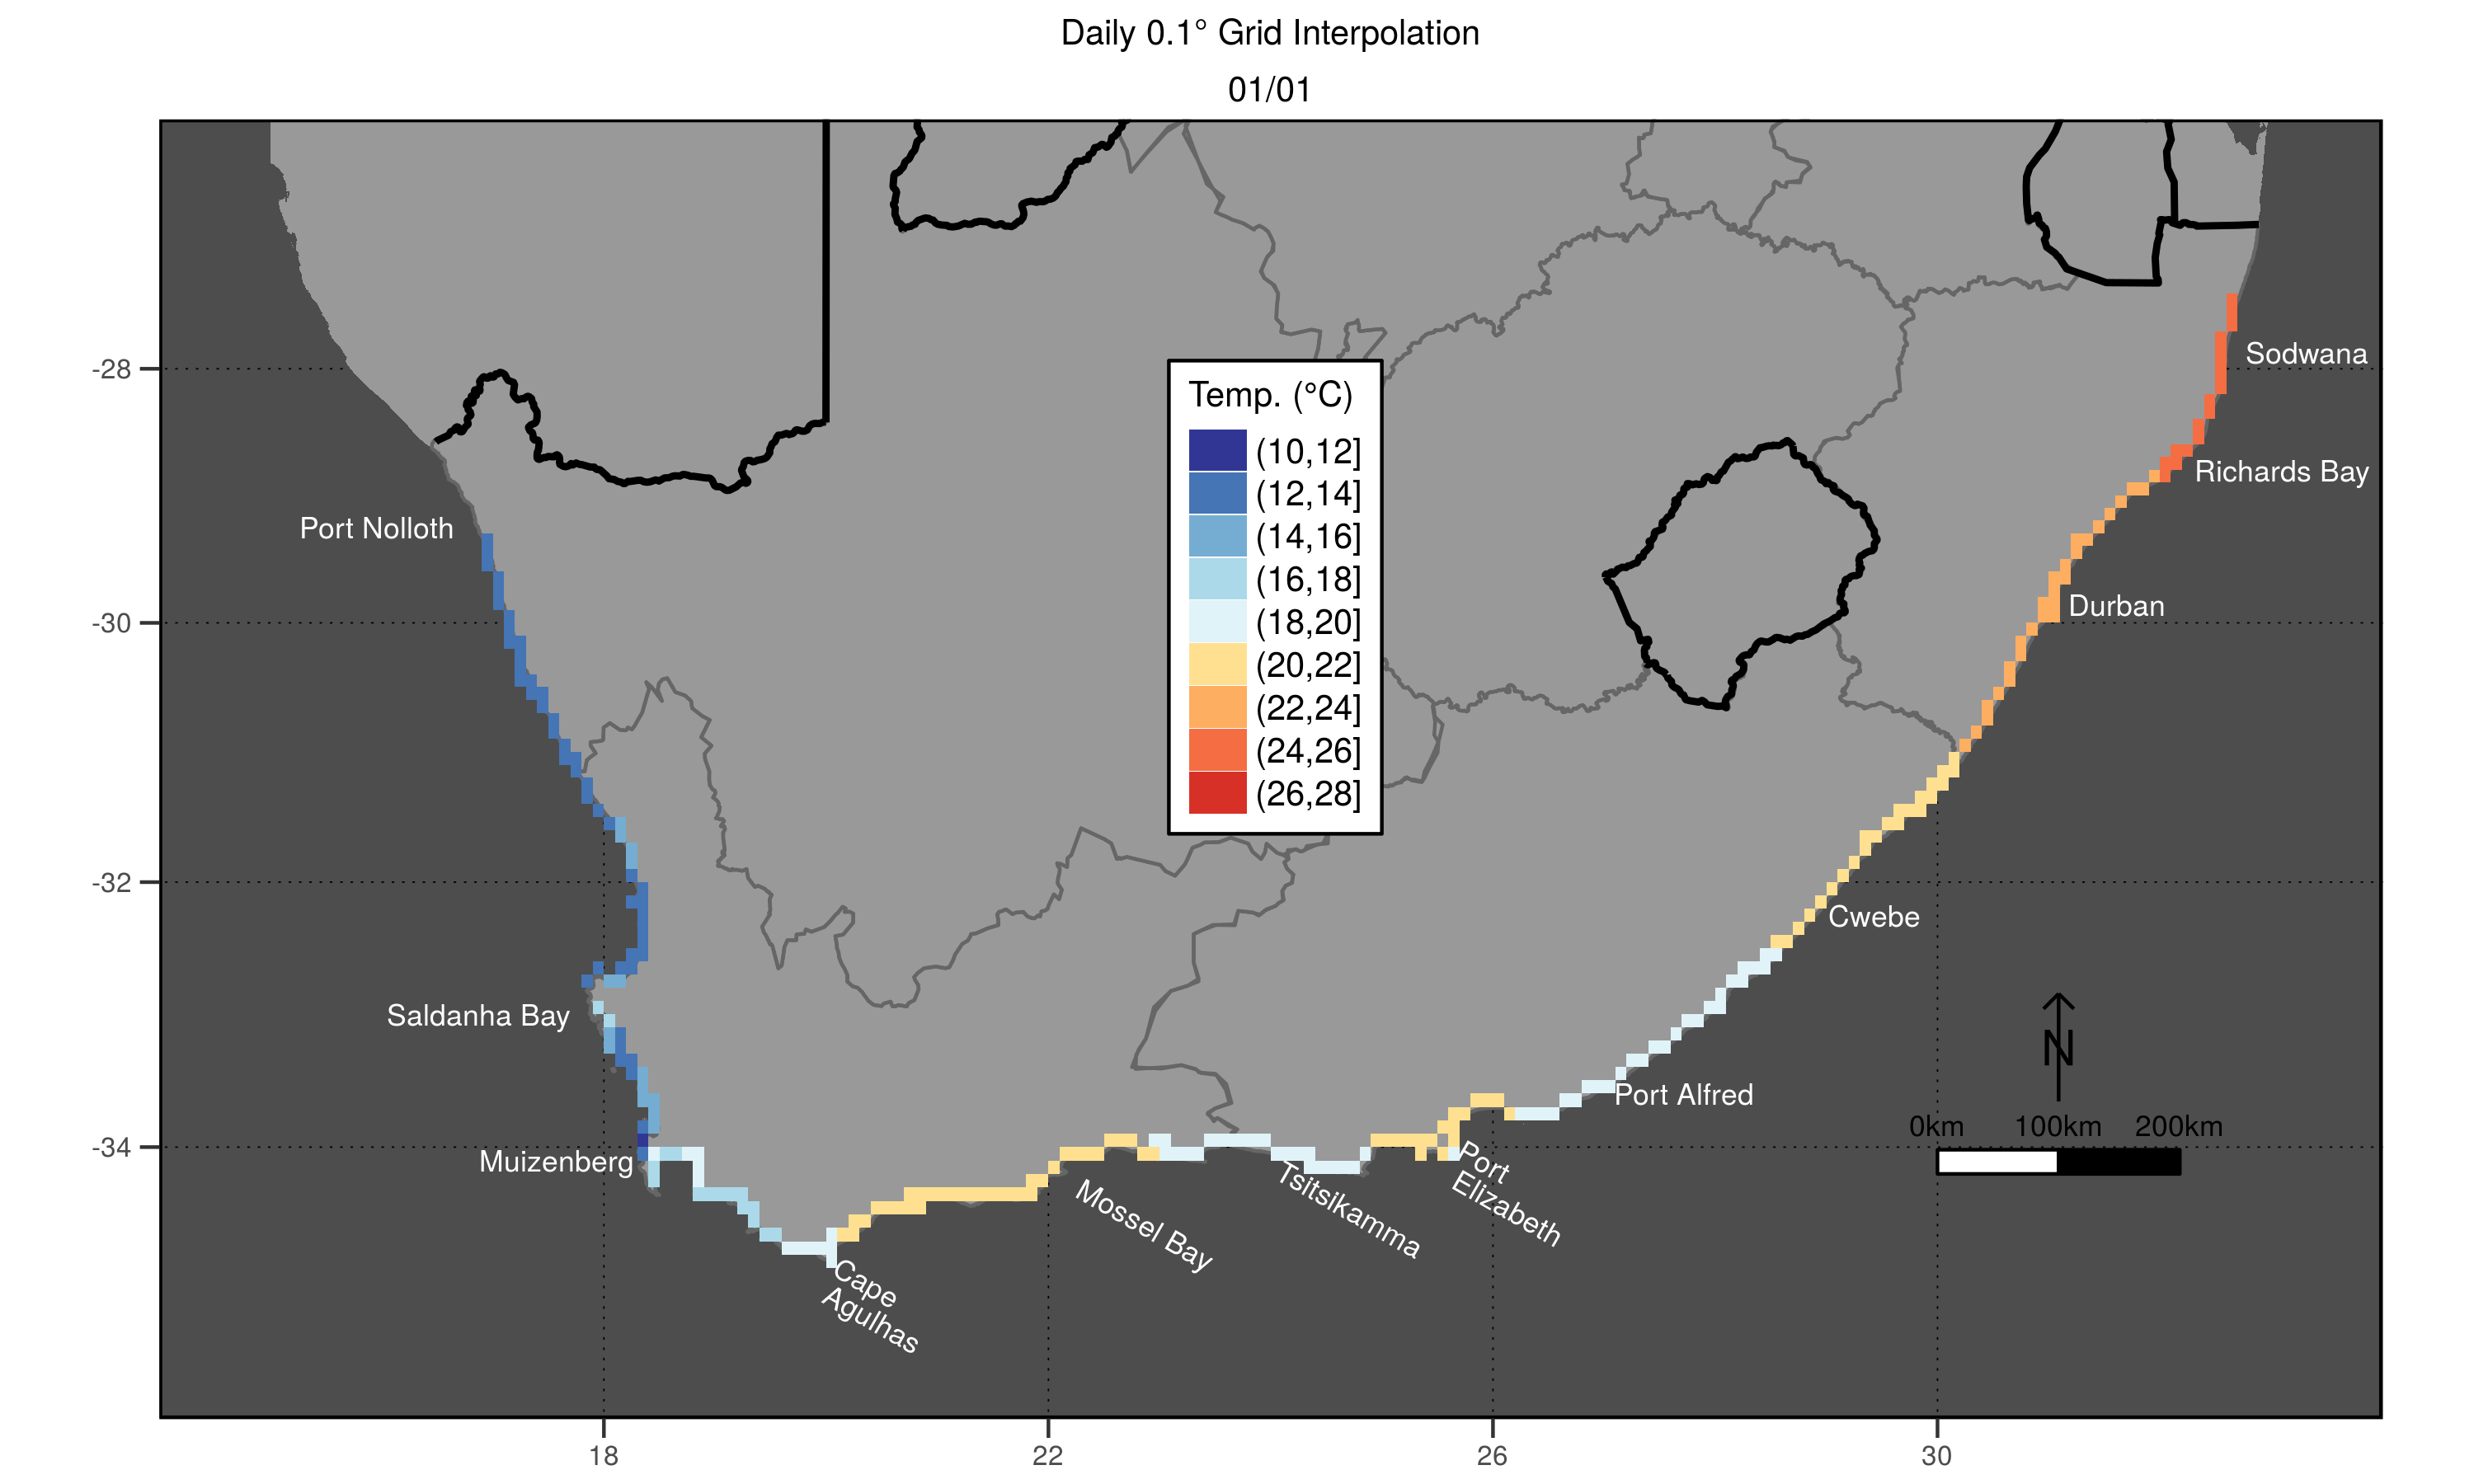 Daily 0.1° Grid Interpolation
01/01
-28
-30
-32
-34
18
22
26
30
Temp. (°C)
(10,12]
(12,14]
(14,16]
(16,18]
(18,20]
(20,22]
(22,24]
(24,26]
(26,28]
Port Nolloth
Saldanha Bay
Muizenberg
Cape
Agulhas
Mossel Bay
Tsitsikamma
Port
Elizabeth
Port Alfred
Cwebe
Durban
Richards Bay
Sodwana
N
0km 100km 200km